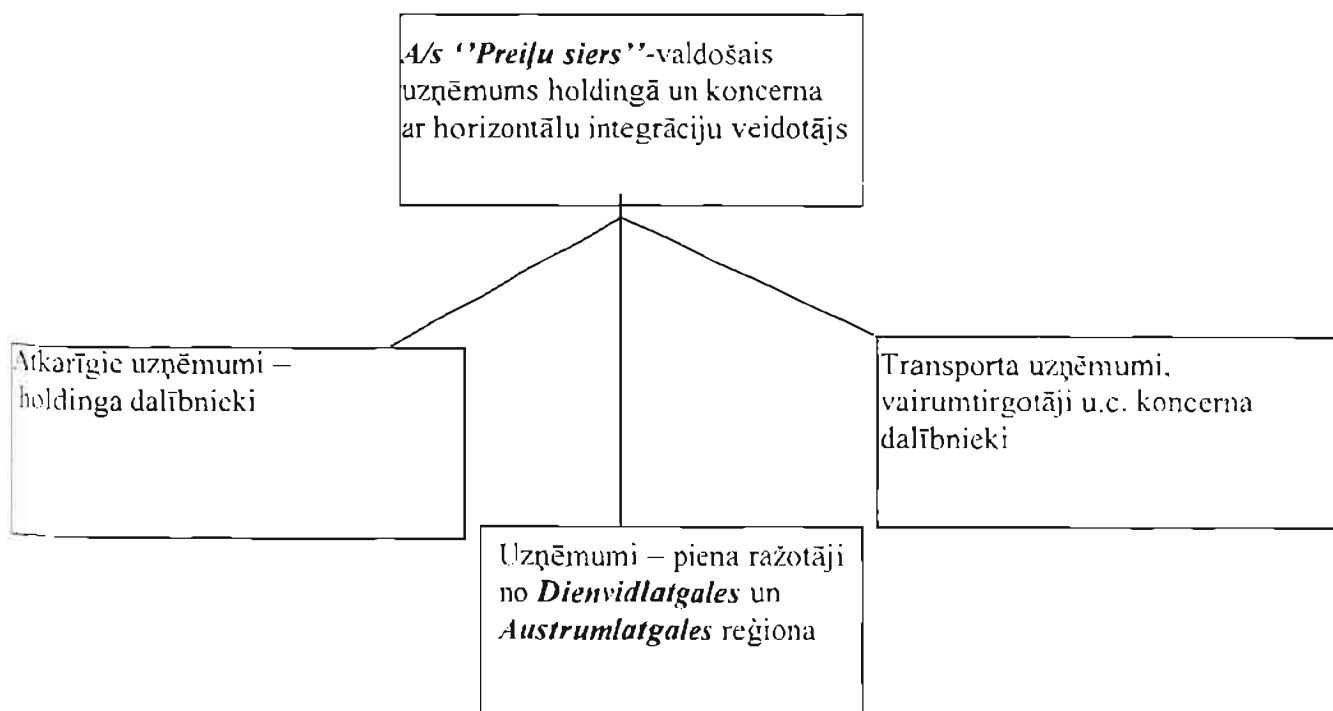 A/s ‘’Preiļu siers’’-valdošais
uzņēmums holdingā un koncerna
ar horizontālu integrāciju veidotājs
Atkarīgie uzņēmumi –
holdinga dalībnieki
Transporta uzņēmumi,
vairumtirgotāji u.c. koncerna
dalībnieki
Uzņēmumi – piena ražotāji
no Dienvidlatgales un
Austrumlatgales reģiona